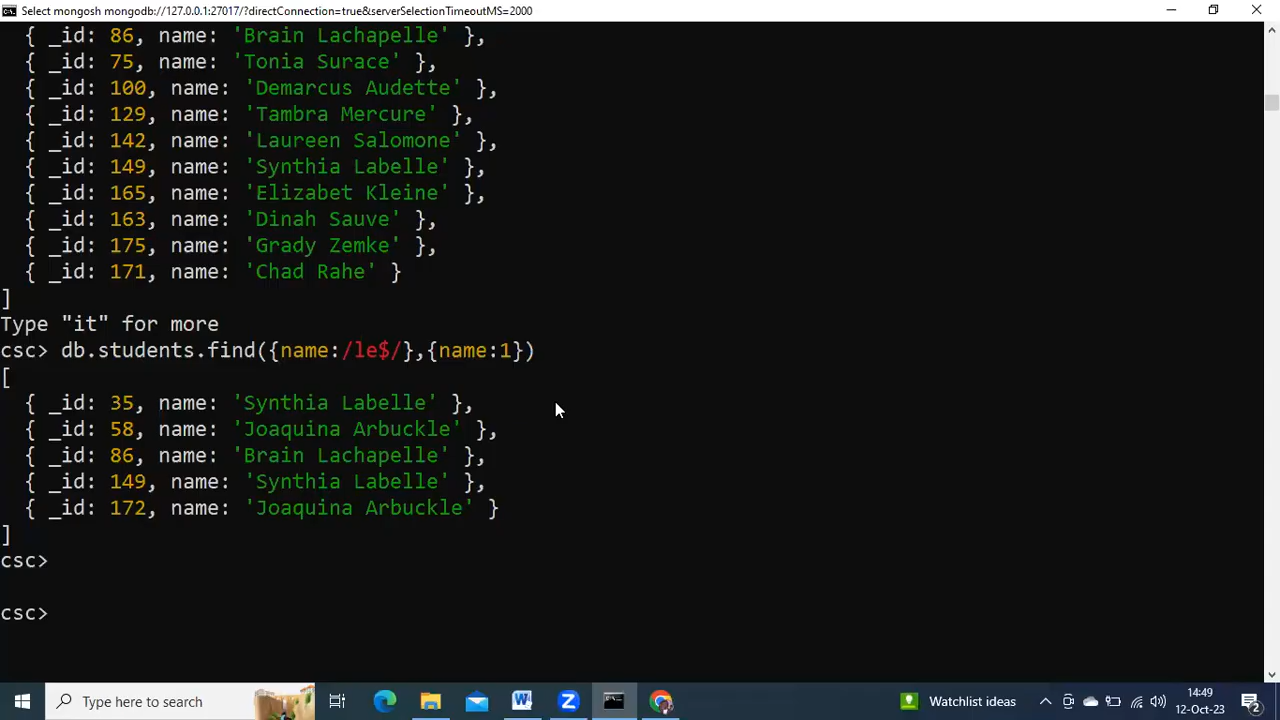 Select mongosh mongodb://127.0.0.1:27017/?directConnection=true&serverSelectionTimeoutMS=2000
{ _id: 86, name: 'Brain Lachapelle' },
{ _id: 75, name: 'Tonia Surace' },
{ _id: 100, name: 'Demarcus Audette' },
{ _id: 129, name: 'Tambra Mercure' },
{ _id: 142, name: 'Laureen Salomone' },
{ _id: 149, name: 'Synthia Labelle' },
{ _id: 165, name: 'Elizabet Kleine' },
{ _id: 163, name: 'Dinah Sauve' },
{ _id: 175, name: 'Grady Zemke' },
{ _id: 171, name: 'Chad Rahe' }
]
Type "it" for more
csc> db.students.find({name:/le$/},{name:1})
[
{ _id: 35, name: 'Synthia Labelle' },
{ _id: 58, name: 'Joaquina Arbuckle' },
{ _id: 86, name: 'Brain Lachapelle' },
{ _id: 149, name: 'Synthia Labelle' },
{ _id: 172, name: 'Joaquina Arbuckle' }
]
csc>
csc>
Type here to search
Watchlist ideas
14:49
12-Oct-23
2